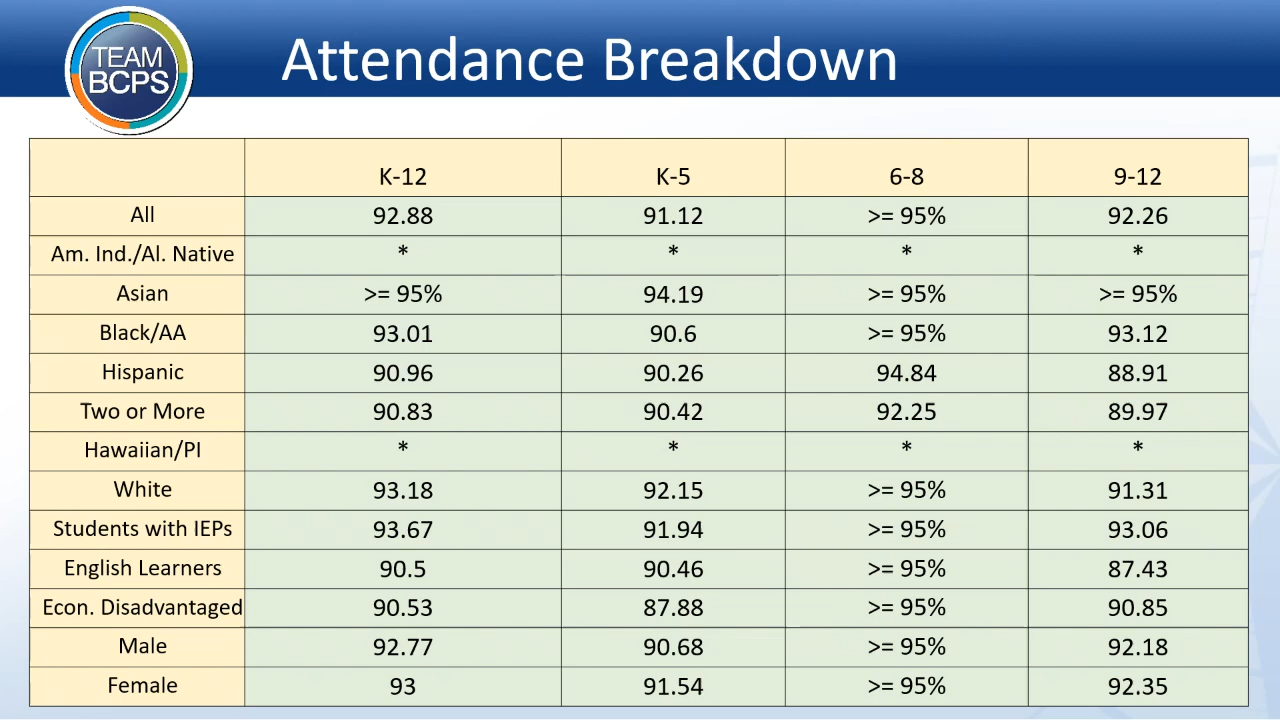 TEAM
BCPS
Attendance Breakdown
K-12 K-5 6-8 9-12
All 92.88 91.12 >= 95% 92.26
Am. Ind./Al. Native * * * *
Asian >= 95% 94.19 >= 95% >= 95%
Black/AA 93.01 90.6 >= 95% 93.12
Hispanic 90.96 90.26 94.84 88.91
Two or More 90.83 90.42 92.25 89.97
Hawaiian/PI * * * *
White 93.18 92.15 >= 95% 91.31
Students with IEPs 93.67 91.94 >= 95% 93.06
English Learners 90.5 90.46 >= 95% 87.43
Econ. Disadvantaged 90.53 87.88 >= 95% 90.85
Male 92.77 90.68 >= 95% 92.18
Female 93 91.54 >= 95% 92.35